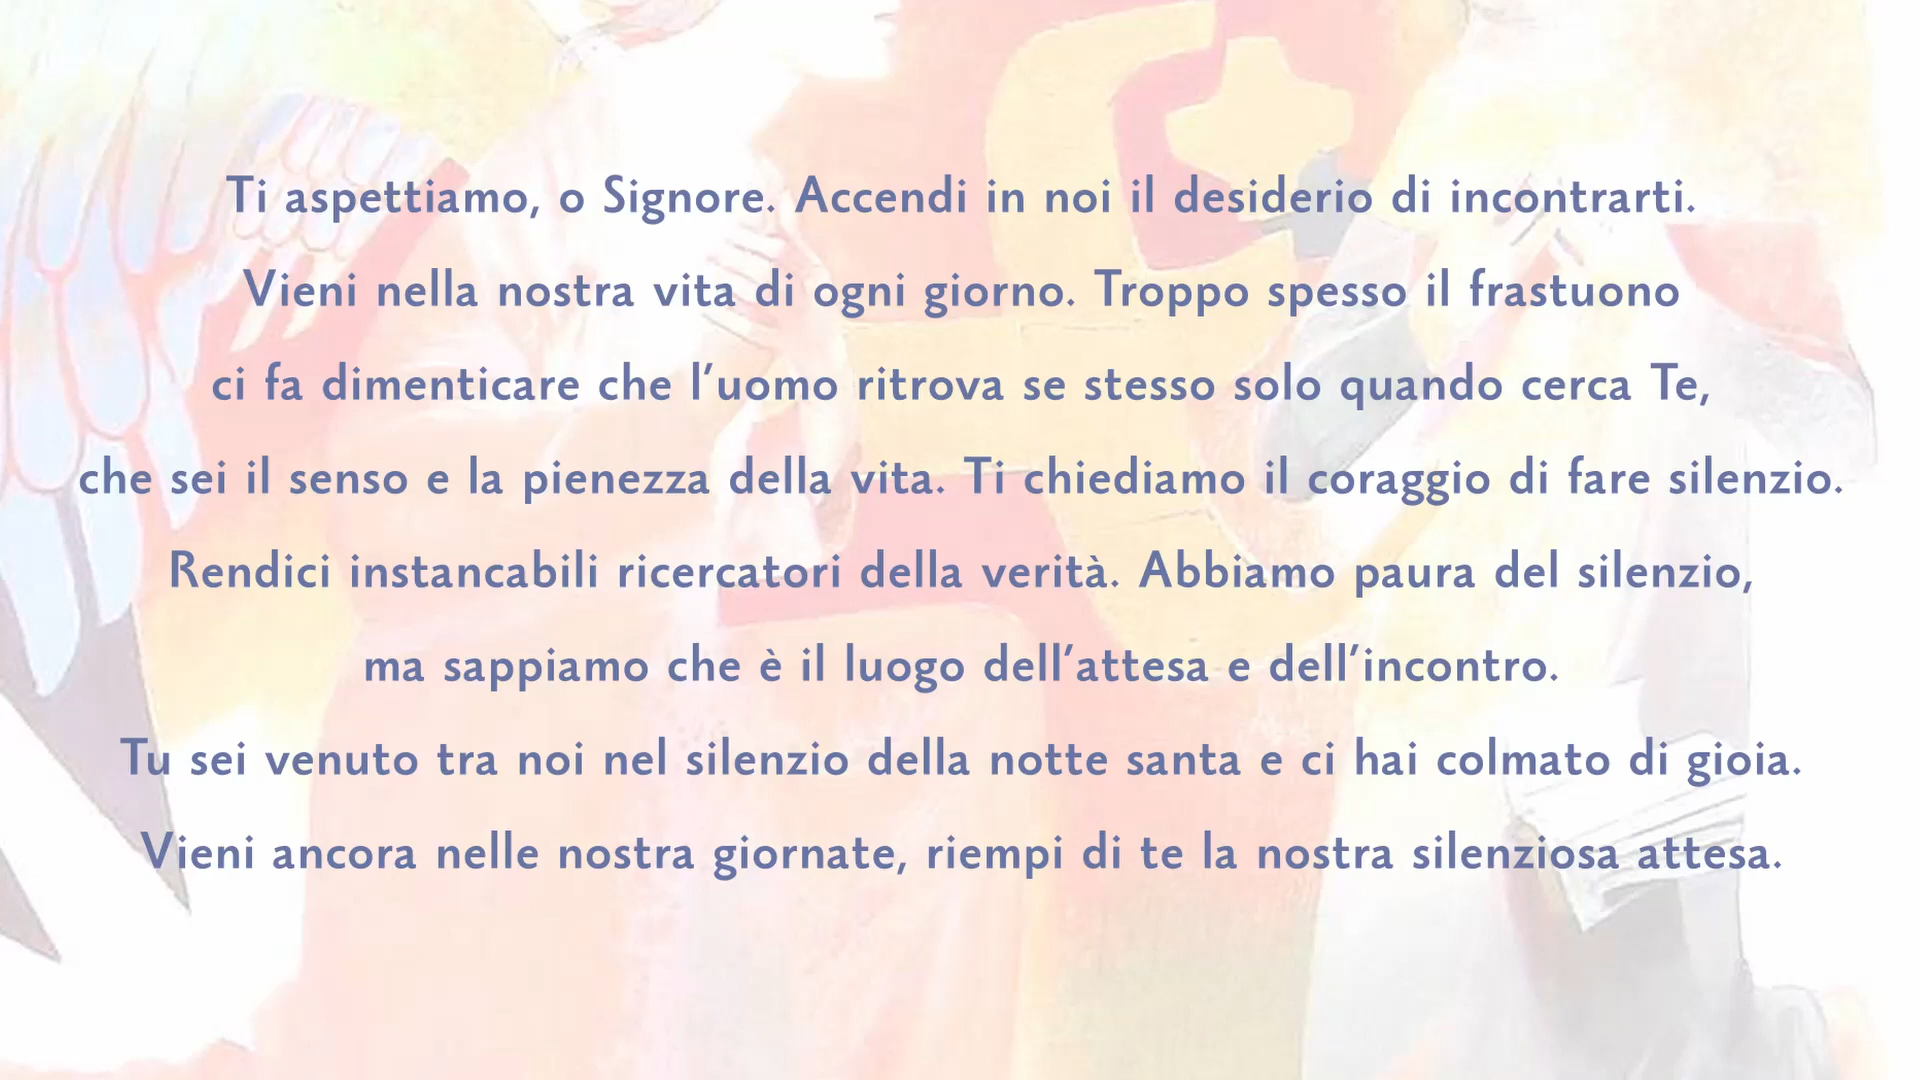 Ti aspettiamo, o Signore. Accendi in noi il desiderio di incontrarti.
Vieni nella nostra vita di ogni giorno. Troppo spesso il frastuono
ci fa dimenticare che l’uomo ritrova se stesso solo quando cerca Te,
che sei il senso e la pienezza della vita. Ti chiediamo il coraggio di fare silenzio.
Rendici instancabili ricercatori della verità. Abbiamo paura del silenzio,
ma sappiamo che è il luogo dell’attesa e dell’incontro.
Tu sei venuto tra noi nel silenzio della notte santa e ci hai colmato di gioia.
Vieni ancora nelle nostra giornate, riempi di te la nostra silenziosa attesa.